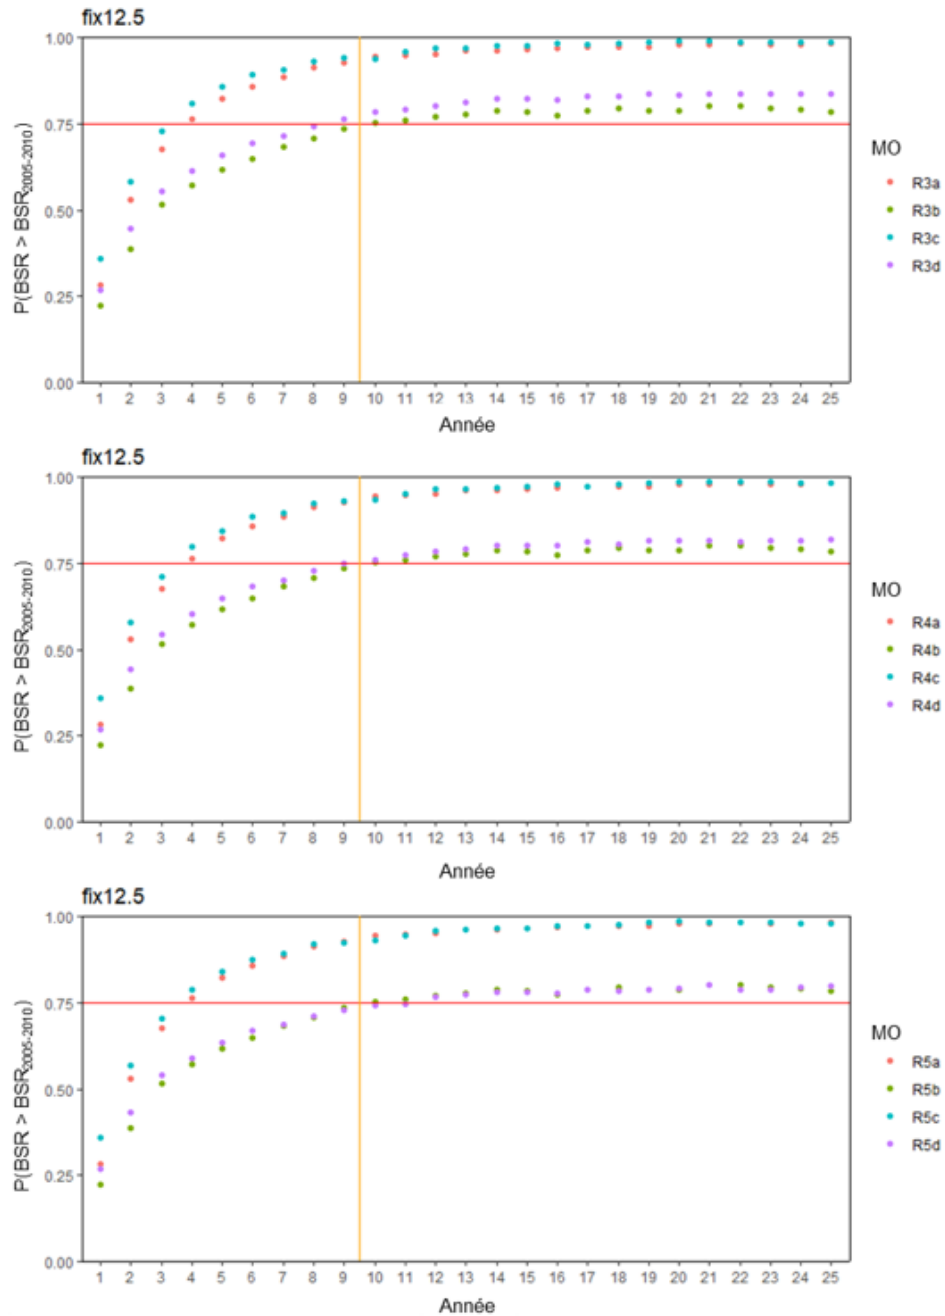 fix12.5
P(BSR > BSR2005-2010)
1.00
0.75
0.50
0.25
0.00
1 2 3 4 5 6 7 8 9 10 11 12 13 14 15 16 17 18 19 20 21 22 23 24 25
Année
MO
R3a
R3b
R3c
R3d
fix12.5
P(BSR > BSR2005-2010)
1.00
0.75
0.50
0.25
0.00
1 2 3 4 5 6 7 8 9 10 11 12 13 14 15 16 17 18 19 20 21 22 23 24 25
Année
MO
R4a
R4b
R4c
R4d
fix12.5
P(BSR > BSR2005-2010)
1.00
0.75
0.50
0.25
0.00
1 2 3 4 5 6 7 8 9 10 11 12 13 14 15 16 17 18 19 20 21 22 23 24 25
Année
MO
R5a
R5b
R5c
R5d